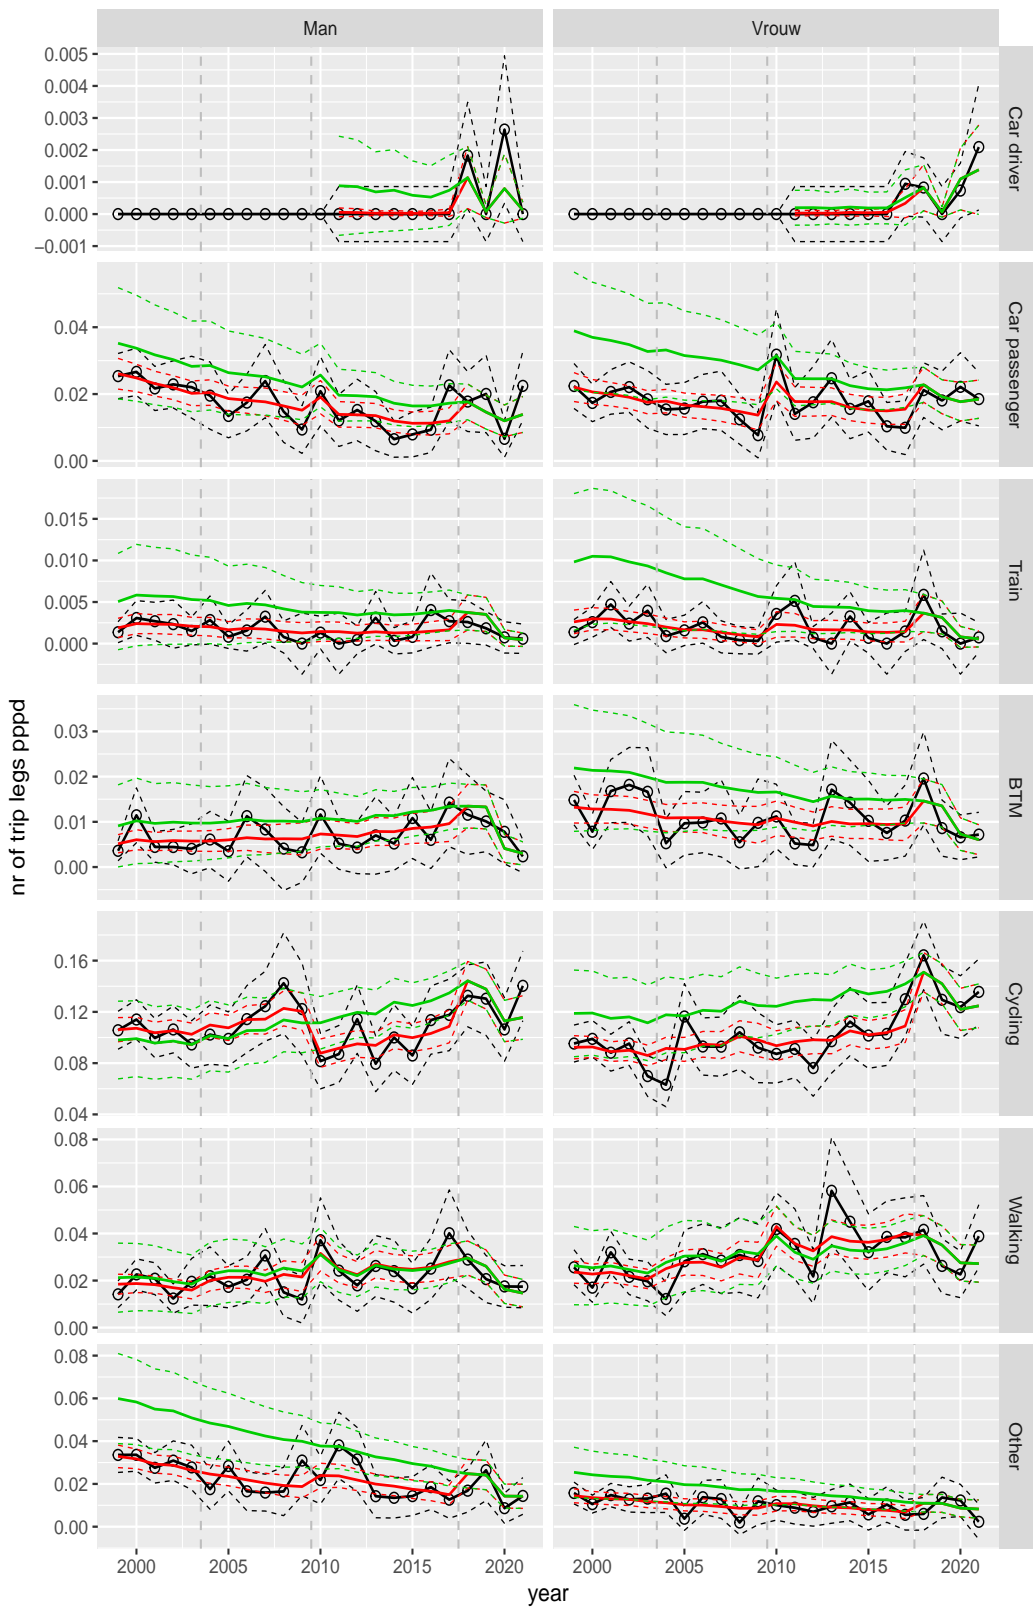 Man Vrouw
0.005
0.004
0.003
0.002
0.001
0.000
−0.001
Car driver
0.04
0.02
0.00
Car passenger
0.015
0.010
0.005
0.000
Train
0.03
0.02
0.01
0.00
BTM
0.16
0.12
0.08
0.04
Cycling
0.08
0.06
0.04
0.02
0.00
Walking
0.08
0.06
0.04
0.02
0.00
Other
2000 2005 2010 2015 2020 2000 2005 2010 2015 2020
year
nr of trip legs pppd